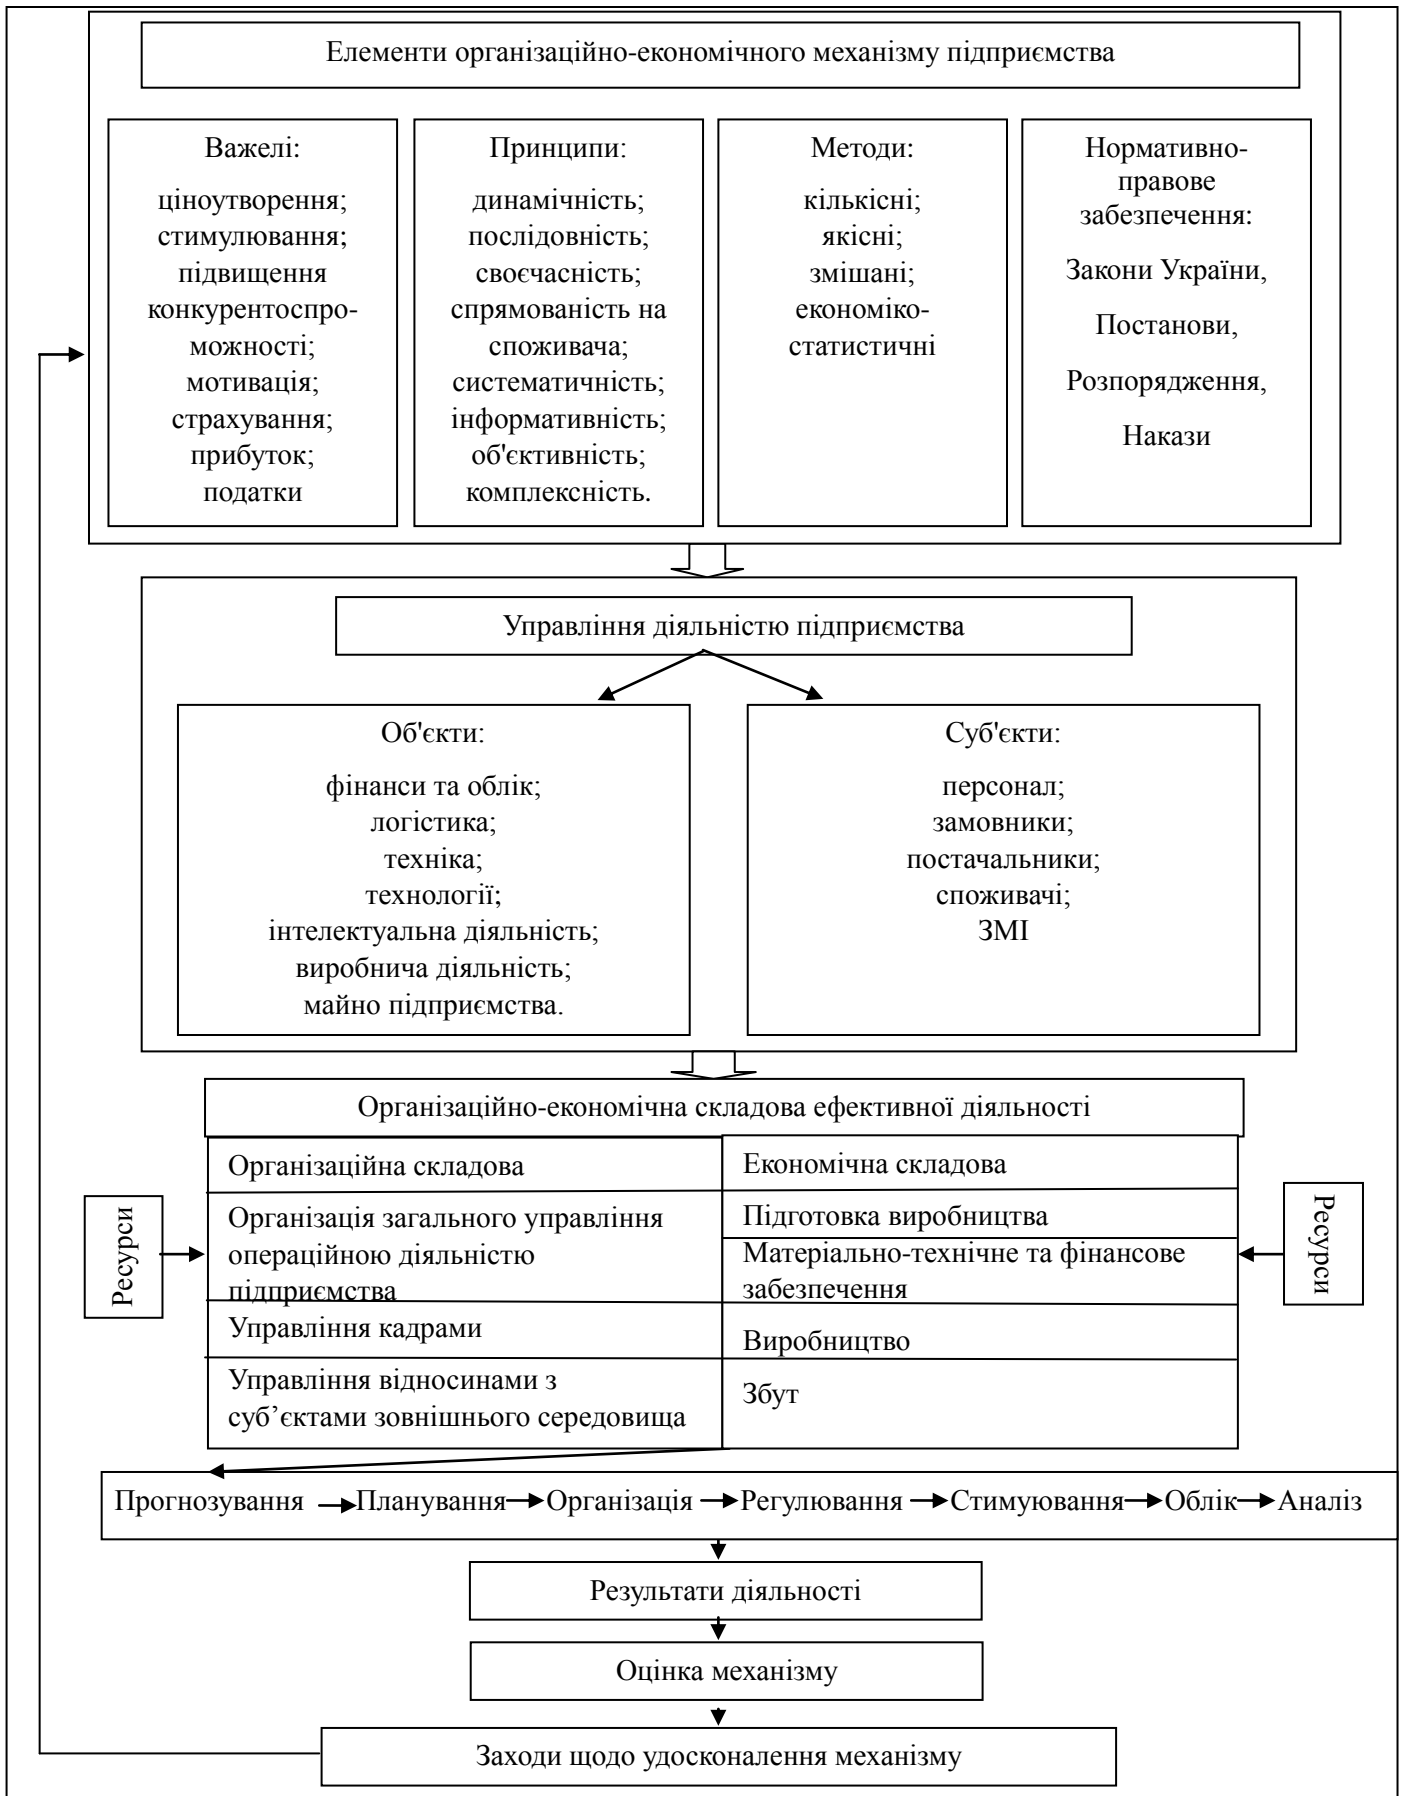 Елементи організаційно-економічного механізму підприємства
Важелі:
ціноутворення;
стимулювання;
підвищення
конкурентоспро-
можності;
мотивація;
страхування;
прибуток;
податки
Принципи:
динамічність;
послідовність;
своєчасність;
спрямованість на
споживача;
систематичність;
інформативність;
об'єктивність;
комплексність.
Методи:
кількісні;
якісні;
змішані;
економіко-
статистичні
Нормативно-
правове
забезпечення:
Закони України,
Постанови,
Розпорядження,
Накази
Управління діяльністю підприємства
Об'єкти:
фінанси та облік;
логістика;
техніка;
технології;
інтелектуальна діяльність;
виробнича діяльність;
майно підприємства.
Суб'єкти:
персонал;
замовники;
постачальники;
споживачі;
ЗМІ
Організаційно-економічна складова ефективної діяльності
Ресурси
Організаційна складова
Організація загального управління
операційною діяльністю
підприємства
Управління кадрами
Управління відносинами з
суб’єктами зовнішнього середовища
Економічна складова
Підготовка виробництва
Матеріально-технічне та фінансове
забезпечення
Виробництво
Збут
Ресурси
Прогнозування Планування Організація Регулювання Стимуювання Облік Аналіз
Результати діяльності
Оцінка механізму
Заходи щодо удосконалення механізму